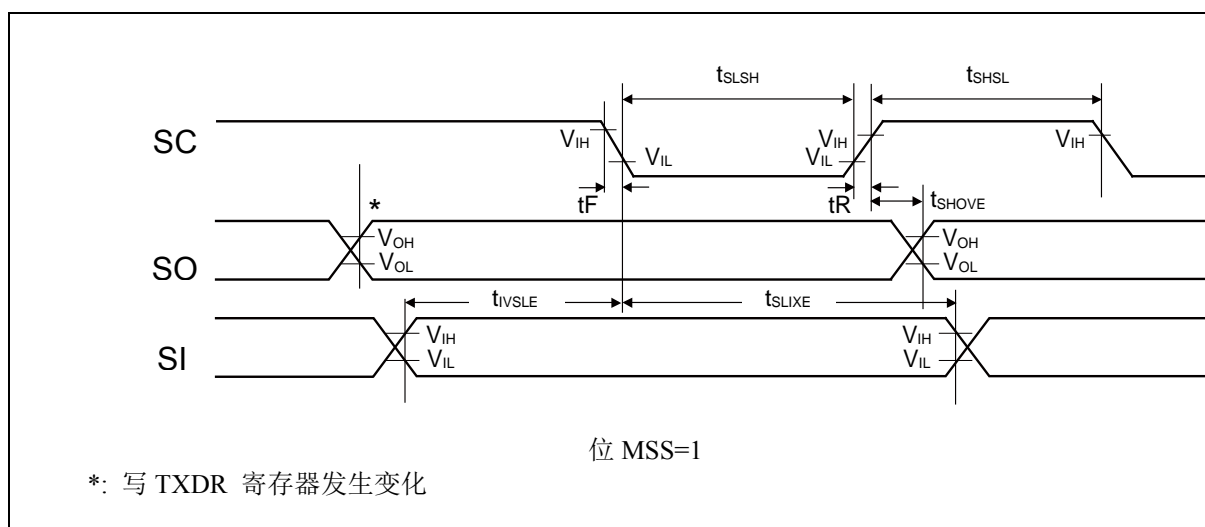 tSLSH tSHSL
SC VIH VIL VIH VIL VIH
tF tR tSHOVE
*
SO VOH VOL VOH VOL
tIVSLE tSLIXE
SI VIH VIL VIH VIL
位 MSS=1
*: 写 TXDR 寄存器发生变化